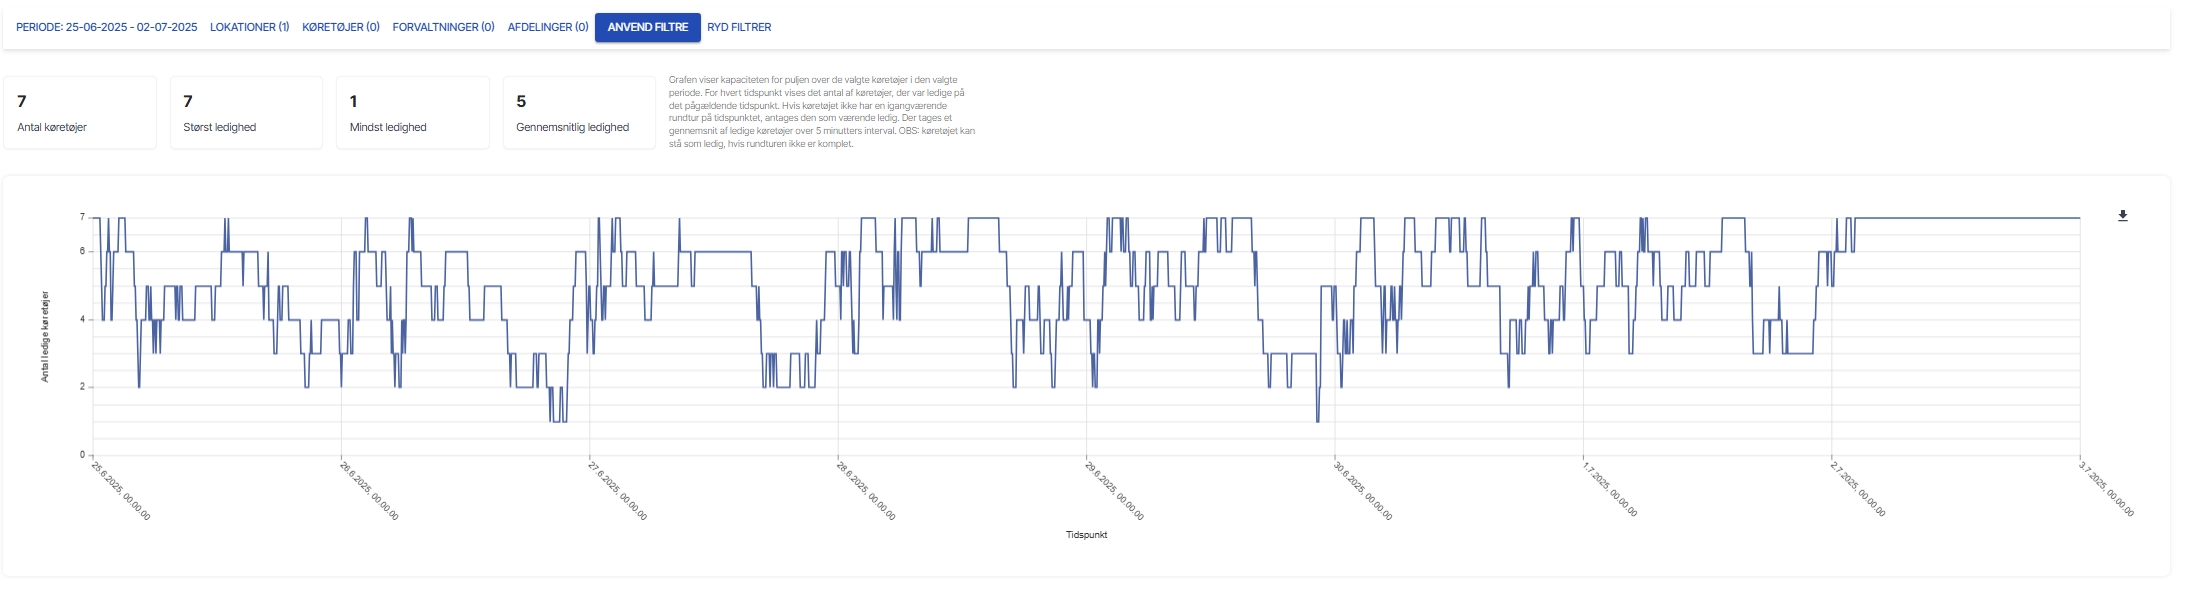 PERIODE: 25-06-2025 - 02-07-2025 LOKATIONER (1) KØRETØJER (0) FORVALTNINGER (0) AFDELINGER (0) ANVEND FILTRE RYD FILTRER
7
Antal køretøjer
7
Størst ledighed
1
Mindst ledighed
5
Gennemsnitlig ledighed
Grafen viser kapaciteten for puljen over de valgte køretøjer i den valgte
periode. For hvert tidspunkt vises det antal af køretøjer, der var ledige på
det pågældende tidspunkt. Hvis køretøjet ikke har en igangværende
rundtur på tidspunktet, antages den som værende ledig. Der tages et
gennemsnit af ledige køretøjer over 5 minutters interval. OBS: køretøjet kan
stå som ledig, hvis rundturen ikke er komplet.
7
6
4
2
0
Antal ledige køretøjer
25.6.2025, 00.00.00
26.6.2025, 00.00.00
27.6.2025, 00.00.00
28.6.2025, 00.00.00
29.6.2025, 00.00.00
30.6.2025, 00.00.00
1.7.2025, 00.00.00
2.7.2025, 00.00.00
3.7.2025, 00.00.00
Tidspunkt